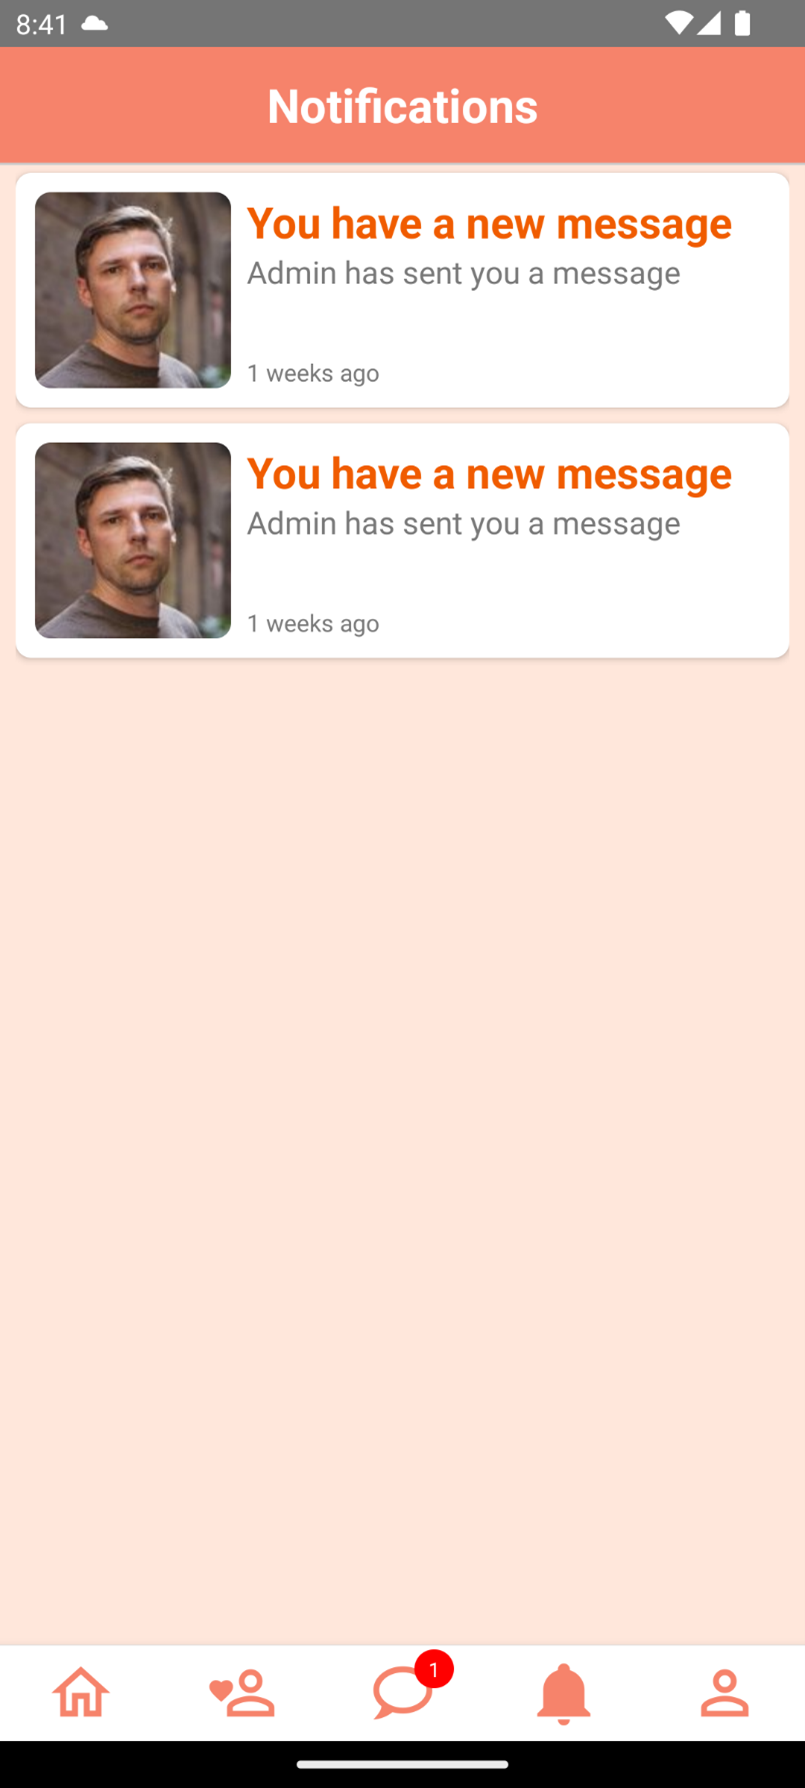 8:41
Notifications
You have a new message
Admin has sent you a message
1 weeks ago
You have a new message
Admin has sent you a message
1 weeks ago
1